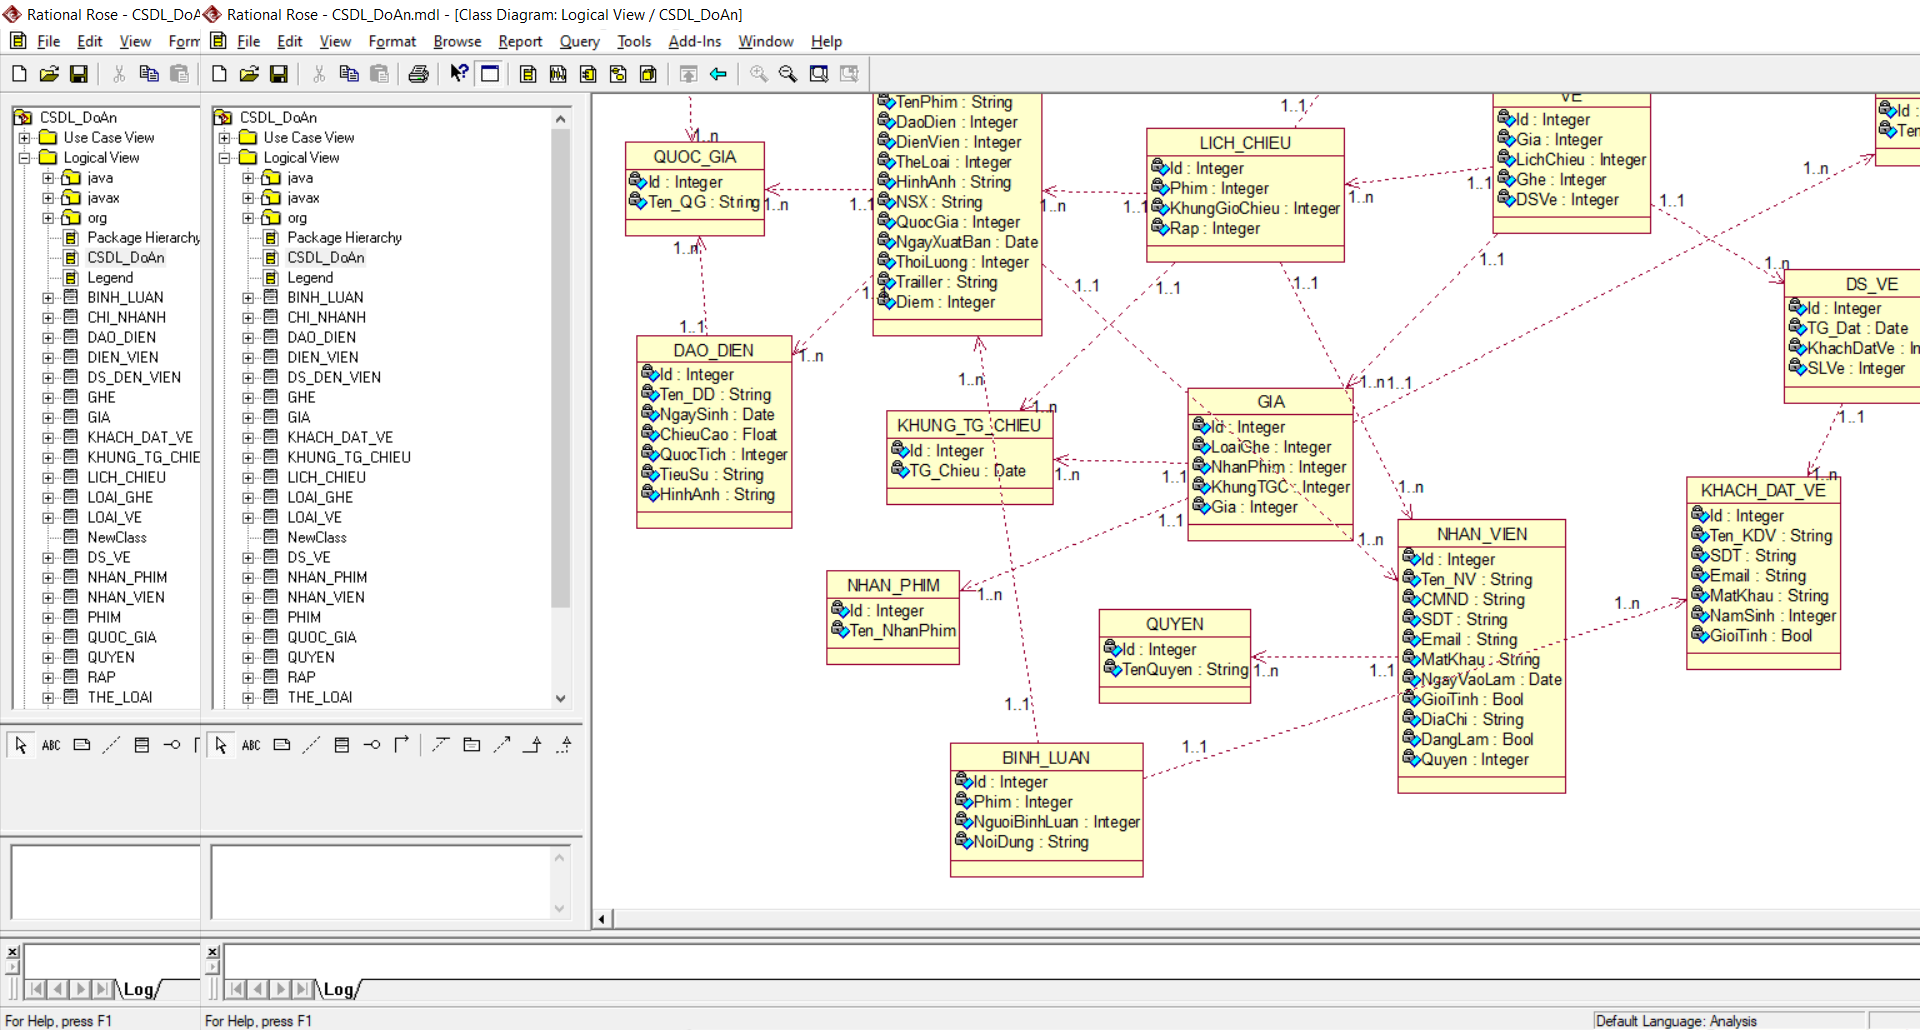 Rational Rose - CSDL_DoA
Rational Rose - CSDL_DoAn.mdl - [Class Diagram: Logical View / CSDL_DoAn]
File Edit View Form
File Edit View Format Browse Report Query Tools Add-Ins Window Help
CSDL_DoAn
Use Case View
Logical View
java
javax
org
Package Hierarchy
CSDL_DoAn
Legend
BINH_LUAN
CHI_NHANH
DAO_DIEN
DIEN_VIEN
DS_DEN_VIEN
GHE
GIA
KHACH_DAT_VE
KHUNG_TG_CHIE
LICH_CHIEU
LOAI_GHE
LOAI_VE
NewClass
DS_VE
NHAN_PHIM
NHAN_VIEN
PHIM
QUOC_GIA
QUYEN
RAP
THE_LOAI
CSDL_DoAn
Use Case View
Logical View
java
javax
org
Package Hierarchy
CSDL_DoAn
Legend
BINH_LUAN
CHI_NHANH
DAO_DIEN
DIEN_VIEN
DS_DEN_VIEN
GHE
GIA
KHACH_DAT_VE
KHUNG_TG_CHIEU
LICH_CHIEU
LOAI_GHE
LOAI_VE
NewClass
DS_VE
NHAN_PHIM
NHAN_VIEN
PHIM
QUOC_GIA
QUYEN
RAP
THE_LOAI
ABC
ABC
1..n
QUOC_GIA
Id : Integer
Ten_QG : String
1..n
1..1
1..n
1..1
TenPhim : String
DaoDien : Integer
DienVien : Integer
TheLoai : Integer
HinhAnh : String
NSX : String
QuocGia : Integer
NgayXuatBan : Date
ThoiLuong : Integer
Trailler : String
Diem : Integer
1..n
1..1
1..1
LICH_CHIEU
Id : Integer
Phim : Integer
KhungGioChieu : Integer
Rap : Integer
1..n
1..1
1..1
1..1
VE
Id : Integer
Gia : Integer
LichChieu : Integer
Ghe : Integer
DSVe : Integer
1..1
1..1
1..n
1..n
Id :
Ten
DS_VE
Id : Integer
TG_Dat : Date
KhachDatVe : In
SLVe : Integer
1..1
1..n
DAO_DIEN
Id : Integer
Ten_DD : String
NgaySinh : Date
ChieuCao : Float
QuocTich : Integer
TieuSu : String
HinhAnh : String
1..n
1..n
1..n
1..1
KHUNG_TG_CHIEU
Id : Integer
TG_Chieu : Date
1..n
1..1
1..1
GIA
Id : Integer
LoaiGhe : Integer
NhanPhim : Integer
KhungTGC : Integer
Gia : Integer
1..n
1..1
1..n
1..n
NHAN_PHIM
Id : Integer
Ten_NhanPhim
1..n
QUYEN
Id : Integer
TenQuyen : String
1..n
1..1
NHAN_VIEN
Id : Integer
Ten_NV : String
CMND : String
SDT : String
Email : String
MatKhau : String
NgayVaoLam : Date
GioiTinh : Bool
DiaChi : String
DangLam : Bool
Quyen : Integer
KHACH_DAT_VE
Id : Integer
Ten_KDV : String
SDT : String
Email : String
MatKhau : String
NamSinh : Integer
GioiTinh : Bool
1..n
1..1
1..1
BINH_LUAN
Id : Integer
Phim : Integer
NguoiBinhLuan : Integer
NoiDung : String
Log
Log
For Help, press F1
For Help, press F1
Default Language: Analysis